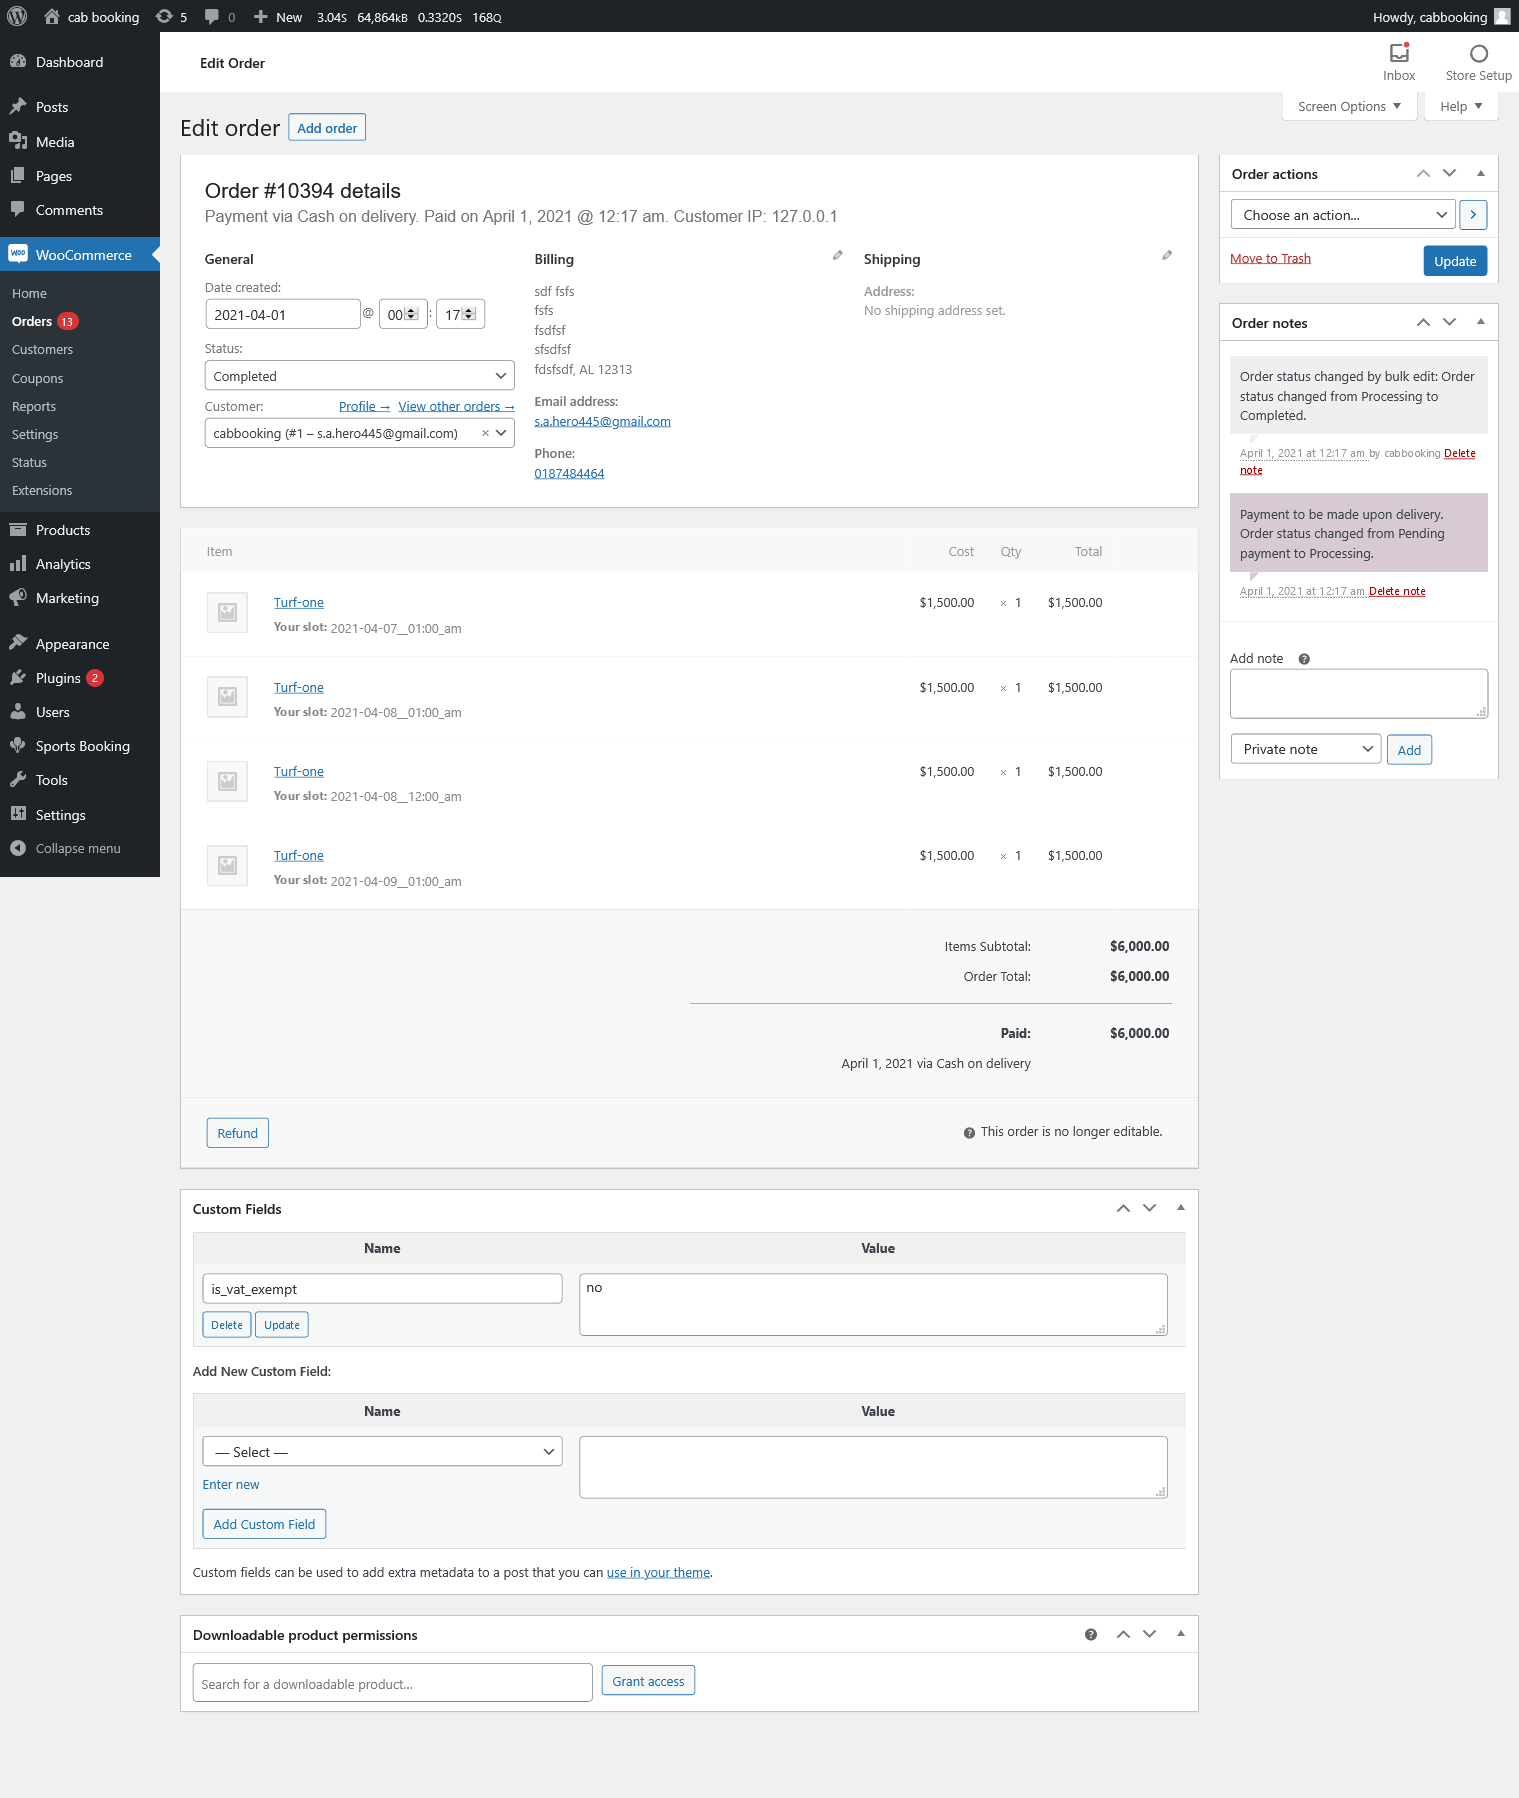 cab booking 5 0 New 3.04S 64,864KB 0.3320S 168Q Howdy, cabbooking
Dashboard
Posts
Media
Pages
Comments
WooCommerce
Home
Orders 13
Customers
Coupons
Reports
Settings
Status
Extensions
Products
Analytics
Marketing
Appearance
Plugins 2
Users
Sports Booking
Tools
Settings
Collapse menu
Edit Order
Inbox
Store Setup
Screen Options
Help
Edit order Add order
Order #10394 details
Payment via Cash on delivery. Paid on April 1, 2021 @ 12:17 am. Customer IP: 127.0.0.1
General
Date created:
2021-04-01 @ 00 : 17
Status:
Completed
Customer: Profile → View other orders →
cabbooking (#1 – s.a.hero445@gmail.com) ×
Billing
sdf fsfs
fsfs
fsdfsf
sfsdfsf
fdsfsdf, AL 12313
Email address:
s.a.hero445@gmail.com
Phone:
0187484464
Shipping
Address:
No shipping address set.
Item Cost Qty Total
Turf-one $1,500.00 × 1 $1,500.00
Your slot: 2021-04-07__01:00_am
Turf-one $1,500.00 × 1 $1,500.00
Your slot: 2021-04-08__01:00_am
Turf-one $1,500.00 × 1 $1,500.00
Your slot: 2021-04-08__12:00_am
Turf-one $1,500.00 × 1 $1,500.00
Your slot: 2021-04-09__01:00_am
Items Subtotal: $6,000.00
Order Total: $6,000.00
Paid: $6,000.00
April 1, 2021 via Cash on delivery
Refund
This order is no longer editable.
Custom Fields
Name Value
is_vat_exempt no
Delete Update
Add New Custom Field:
Name Value
— Select —
Enter new
Add Custom Field
Custom fields can be used to add extra metadata to a post that you can use in your theme.
Downloadable product permissions
Search for a downloadable product... Grant access
Order actions
Choose an action...
Move to Trash Update
Order notes
Order status changed by bulk edit: Order
status changed from Processing to
Completed.
April 1, 2021 at 12:17 am by cabbooking Delete
note
Payment to be made upon delivery.
Order status changed from Pending
payment to Processing.
April 1, 2021 at 12:17 am Delete note
Add note
Private note Add